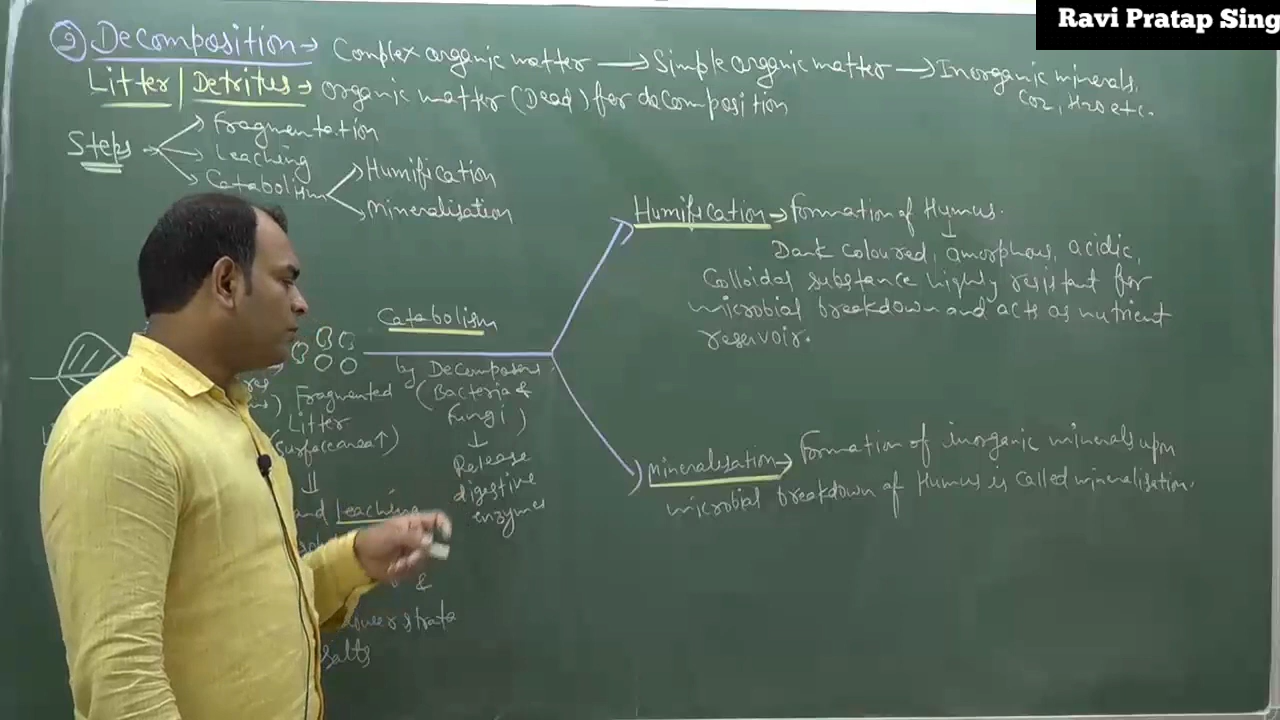 Ravi Pratap Sing
2) Decomposition → Complex organic matter → Simple organic matter → Inorganic minerals,
CO2, H2O etc.
Litter | Detritus → organic matter (Dead) for decomposition
Steps → Fragmentation
Leaching
Catabolism
Humification
Mineralisation
Humification → Formation of Humus.
↓
Dark coloured, amorphous, acidic,
Colloidal substance highly resistant for
microbial breakdown and acts as nutrient
reservoir.
Catabolism
by Decomposers
(Bacteria &
Fungi)
↓
Release
digestive
enzymes
Fragmented
Litter
(Surface area ↑)
⇓
and Leaching
&
strata
salts
Mineralisation → Formation of inorganic minerals upon
microbial breakdown of Humus is called mineralisation.